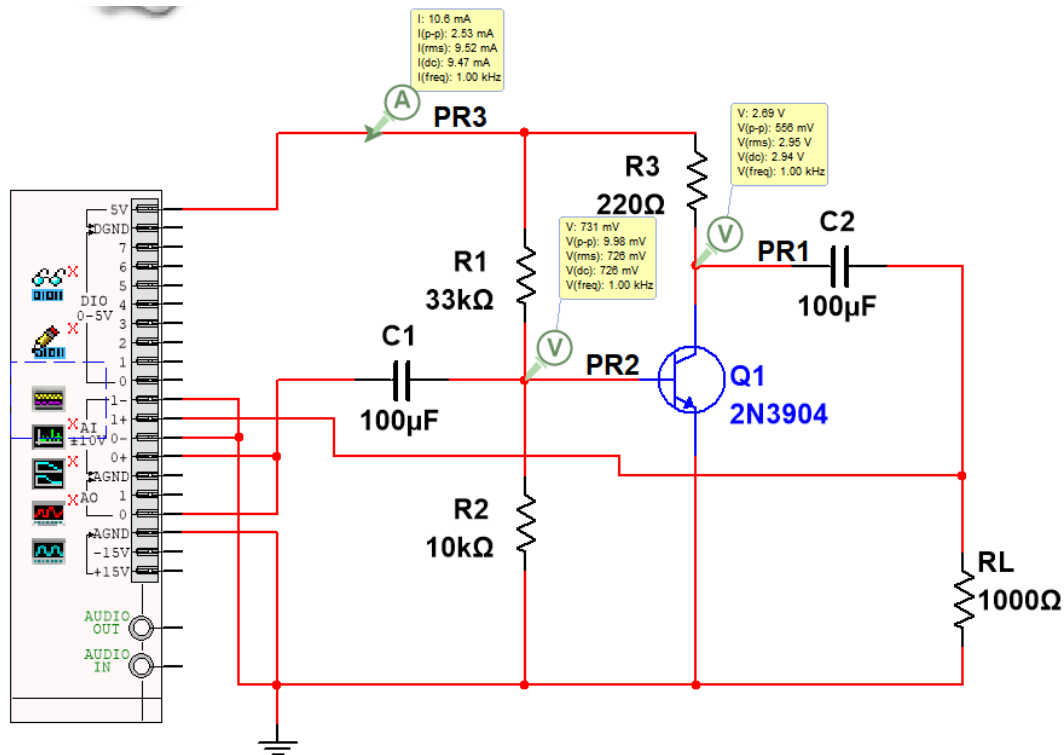 I: 10.6 mA
I(p-p): 2.53 mA
I(rms): 9.52 mA
I(dc): 9.47 mA
I(freq): 1.00 kHz
A
PR3
V: 2.69 V
V(p-p): 556 mV
V(rms): 2.95 V
V(dc): 2.94 V
V(freq): 1.00 kHz
R3
220Ω
V
PR1
C2
100µF
V: 731 mV
V(p-p): 9.98 mV
V(rms): 726 mV
V(dc): 726 mV
V(freq): 1.00 kHz
V
R1
33kΩ
C1
100µF
PR2
Q1
2N3904
R2
10kΩ
RL
1000Ω
5V
DGND
7
6
5
DIO
0-5V
4
3
2
1
0
1-
1+
AI
±10V
0-
0+
AGND
AO
1
0
AGND
-15V
+15V
AUDIO
OUT
AUDIO
IN
X
X
X
X
X